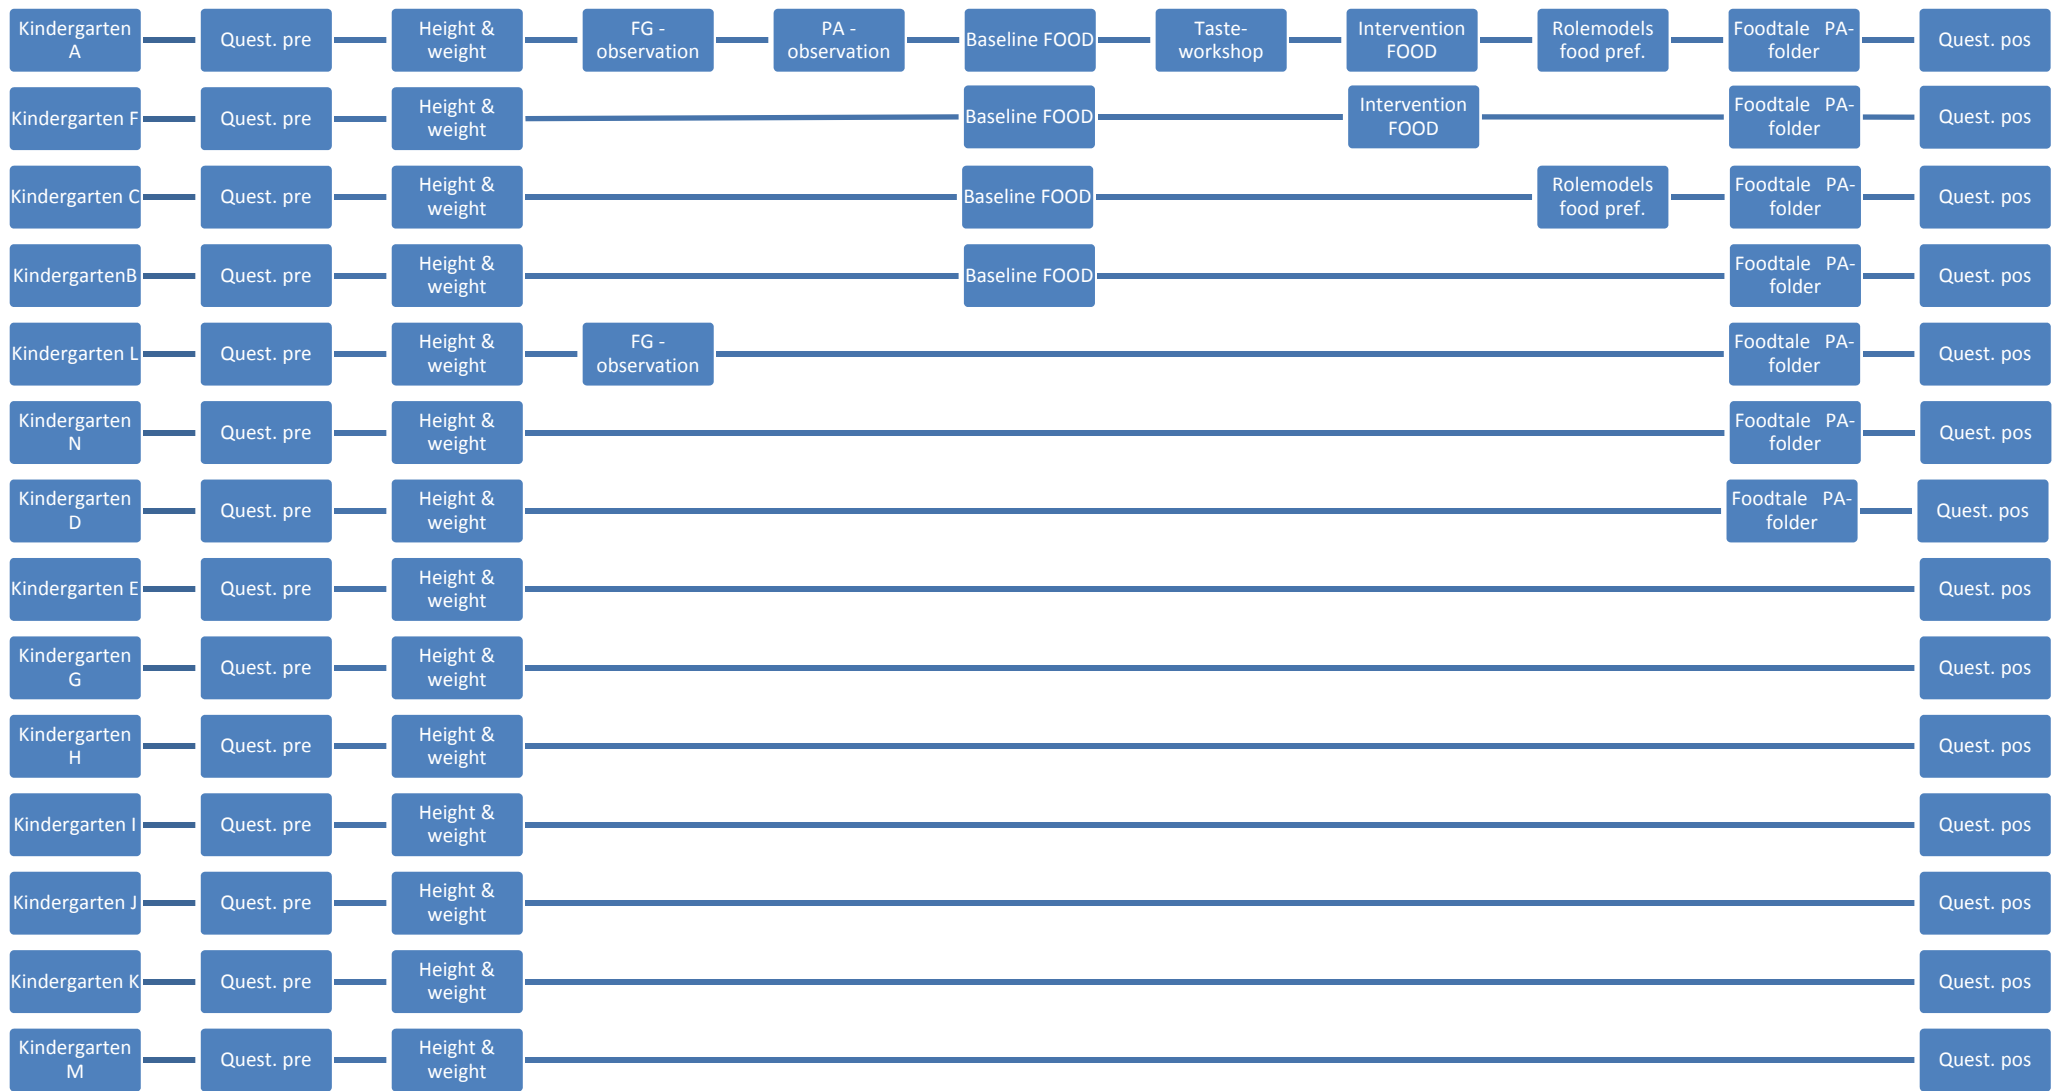 Kindergarten
A
Quest. pre
Height &
weight
FG -
observation
PA -
observation
Baseline FOOD
Taste-
workshop
Intervention
FOOD
Rolemodels
food pref.
Foodtale PA-
folder
Quest. pos
Kindergarten F
Quest. pre
Height &
weight
Baseline FOOD
Intervention
FOOD
Foodtale PA-
folder
Quest. pos
Kindergarten C
Quest. pre
Height &
weight
Baseline FOOD
Rolemodels
food pref.
Foodtale PA-
folder
Quest. pos
KindergartenB
Quest. pre
Height &
weight
Baseline FOOD
Foodtale PA-
folder
Quest. pos
Kindergarten L
Quest. pre
Height &
weight
FG -
observation
Foodtale PA-
folder
Quest. pos
Kindergarten
N
Quest. pre
Height &
weight
Foodtale PA-
folder
Quest. pos
Kindergarten
D
Quest. pre
Height &
weight
Foodtale PA-
folder
Quest. pos
Kindergarten E
Quest. pre
Height &
weight
Quest. pos
Kindergarten
G
Quest. pre
Height &
weight
Quest. pos
Kindergarten
H
Quest. pre
Height &
weight
Quest. pos
Kindergarten I
Quest. pre
Height &
weight
Quest. pos
Kindergarten J
Quest. pre
Height &
weight
Quest. pos
Kindergarten K
Quest. pre
Height &
weight
Quest. pos
Kindergarten
M
Quest. pre
Height &
weight
Quest. pos